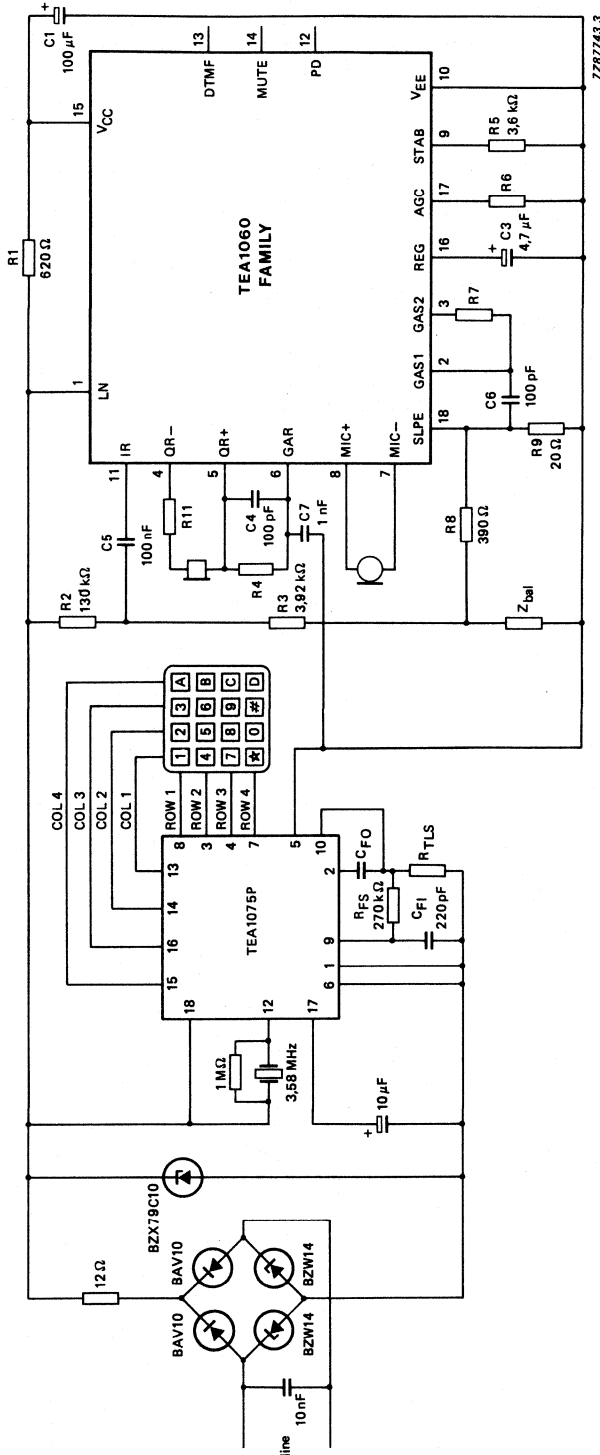 line
10 nF
BAV10
BAV10
BZW14
BZW14
12 Ω
BZX79C10
1 MΩ
3,58 MHz
+
10 μF
18
12
17
15
16
14
13
TEA1075P
6
1
9
2
8
3
4
7
5
10
COL 4
COL 3
COL 2
COL 1
ROW 1
ROW 2
ROW 3
ROW 4
1 2 3 A
4 5 6 B
7 8 9 C
* 0 # D
RFS
270 kΩ
CFI
220 pF
CFO
RTLS
R2
130 kΩ
C5
100 nF
R3
3,92 kΩ
Zbal
R11
R4
C4
100 pF
C7
1 nF
R8
390 Ω
R1
620 Ω
C1
100 μF
+
1
LN
15
VCC
11
IR
4
QR−
5
QR+
6
GAR
8
MIC+
7
MIC−
TEA1060
FAMILY
DTMF
13
MUTE
14
PD
12
SLPE
18
GAS1
2
GAS2
3
REG
16
AGC
17
STAB
9
VEE
10
C6
100 pF
R9
20 Ω
R7
+
C3
4,7 μF
R6
R5
3,6 kΩ
7Z87743.3